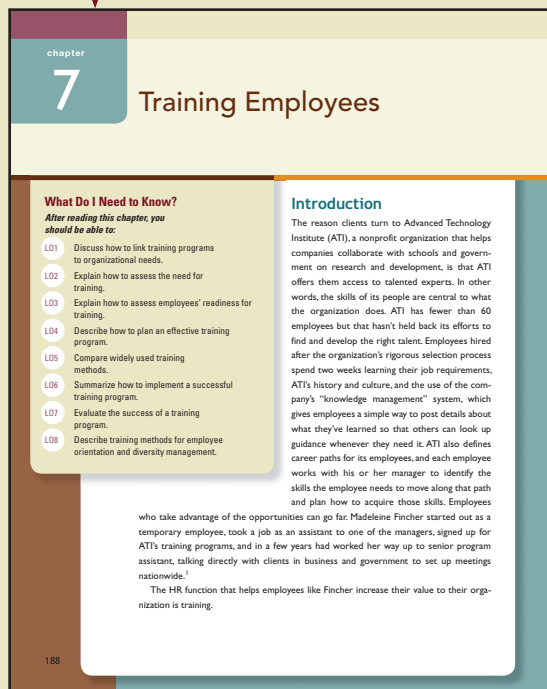 chapter
7
Training Employees
What Do I Need to Know?
After reading this chapter, you
should be able to:
LO1 Discuss how to link training programs
to organizational needs.
LO2 Explain how to assess the need for
training.
LO3 Explain how to assess employees' readiness for
training.
LO4 Describe how to plan an effective training
program.
LO5 Compare widely used training
methods.
LO6 Summarize how to implement a successful
training program.
LO7 Evaluate the success of a training
program.
LO8 Describe training methods for employee
orientation and diversity management.
Introduction
The reason clients turn to Advanced Technology
Institute (ATI), a nonprofit organization that helps
companies collaborate with schools and govern-
ment on research and development, is that ATI
offers them access to talented experts. In other
words, the skills of its people are central to what
the organization does. ATI has fewer than 60
employees but that hasn't held back its efforts to
find and develop the right talent. Employees hired
after the organization's rigorous selection process
spend two weeks learning their job requirements,
ATI's history and culture, and the use of the com-
pany's "knowledge management" system, which
gives employees a simple way to post details about
what they've learned so that others can look up
guidance whenever they need it. ATI also defines
career paths for its employees, and each employee
works with his or her manager to identify the
skills the employee needs to move along that path
and plan how to acquire those skills. Employees
who take advantage of the opportunities can go far. Madeleine Fincher started out as a
temporary employee, took a job as an assistant to one of the managers, signed up for
ATI's training programs, and in a few years had worked her way up to senior program
assistant, talking directly with clients in business and government to set up meetings
nationwide.1
The HR function that helps employees like Fincher increase their value to their orga-
nization is training.
188